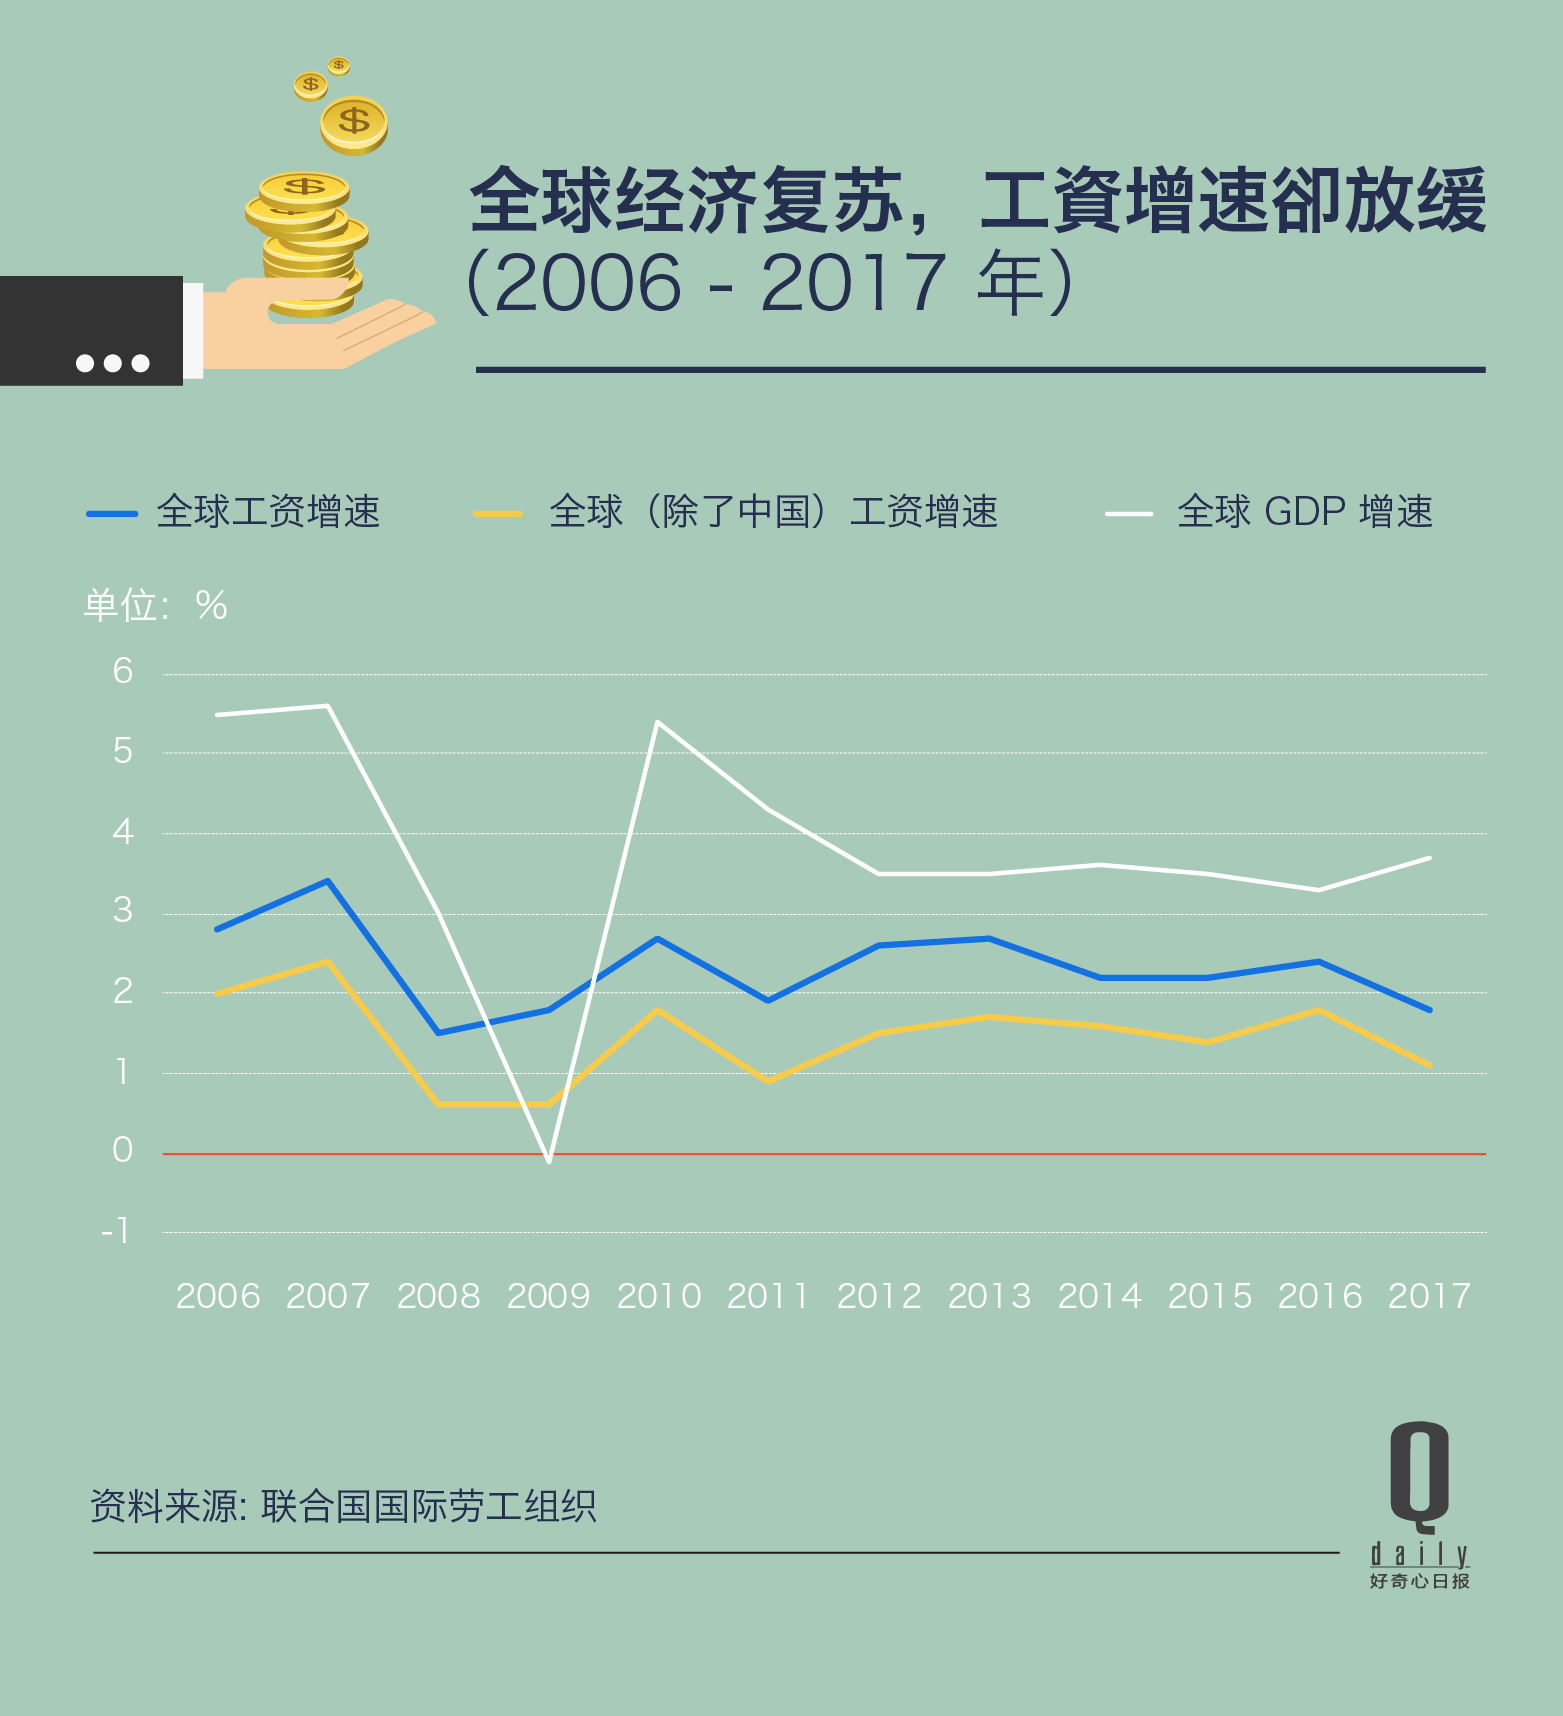 全球经济复苏，工資增速卻放缓
（2006 - 2017 年）
全球工资增速
全球（除了中国）工资增速
全球 GDP 增速
单位：%
6
5
4
3
2
1
0
-1
2006 2007 2008 2009 2010 2011 2012 2013 2014 2015 2016 2017
资料来源: 联合国国际劳工组织
Q
daily
好奇心日报